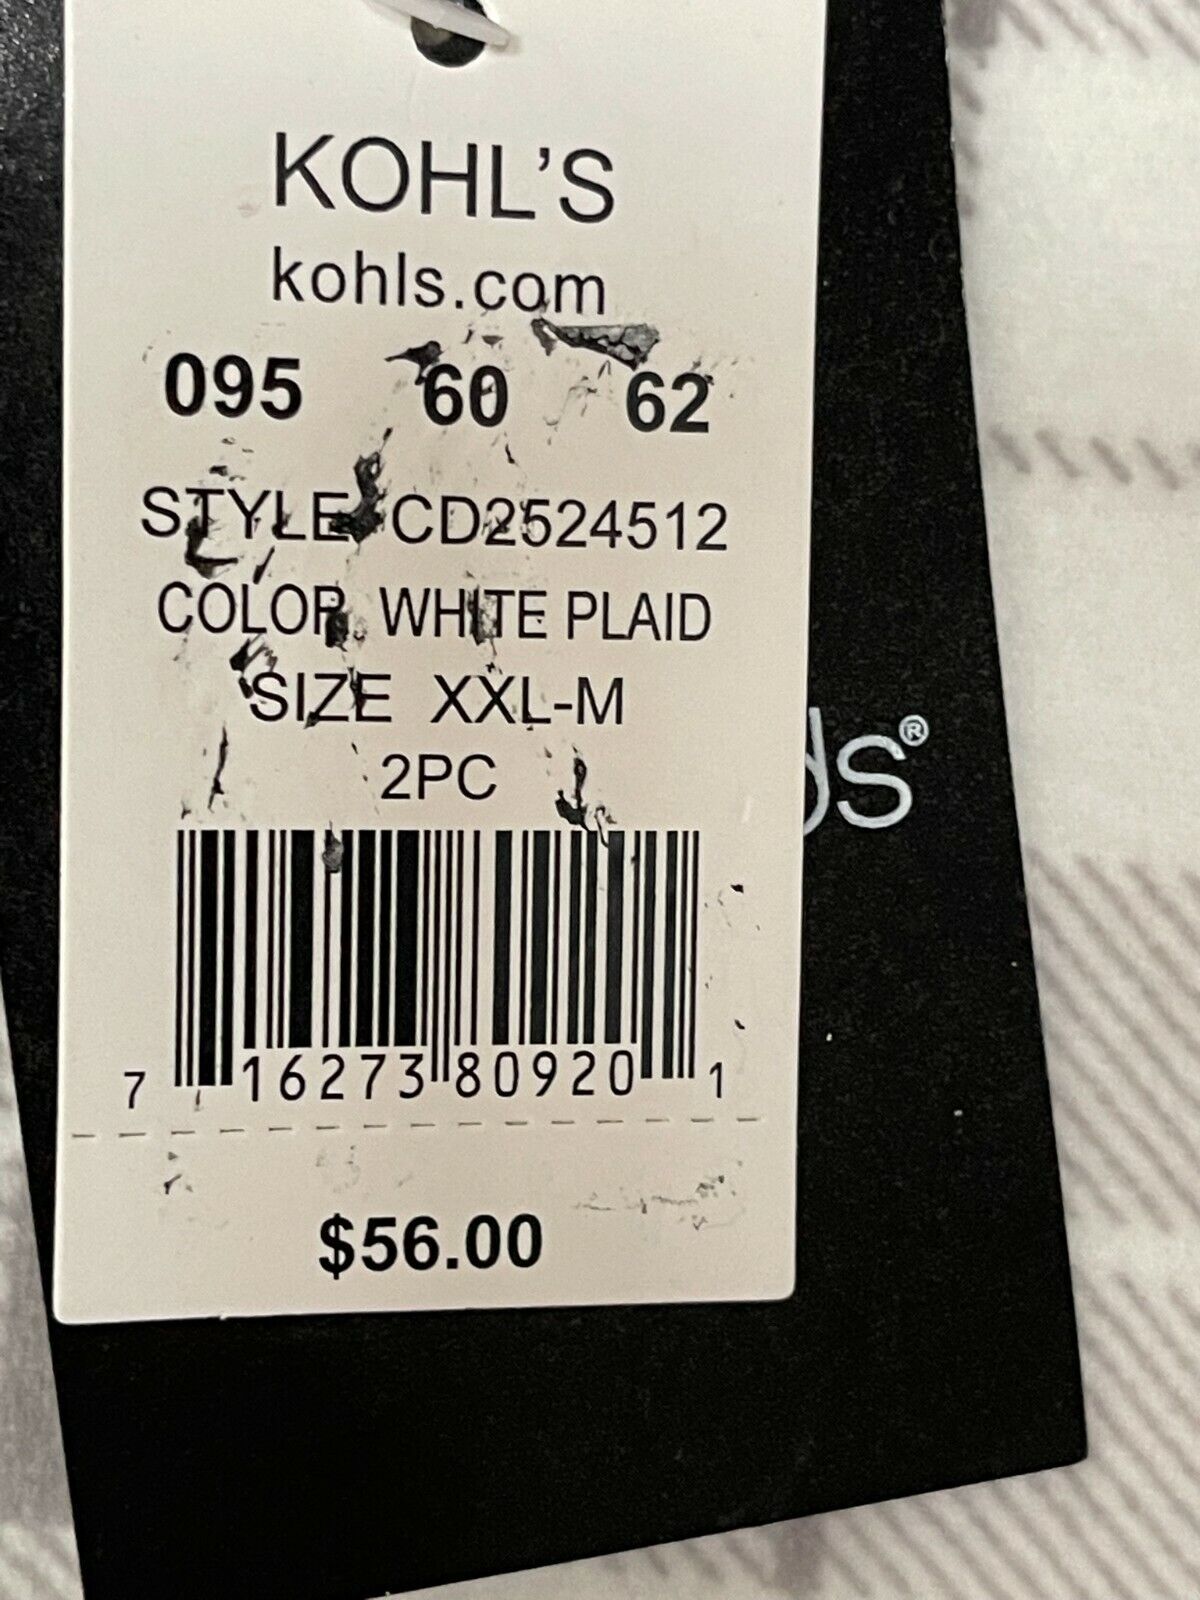 KOHL'S
kohls.com
095 60 62
STYLE: CD2524512
COLOR: WHITE PLAID
SIZE XXL-M
2PC
7 16273 80920 1
$56.00
ds®